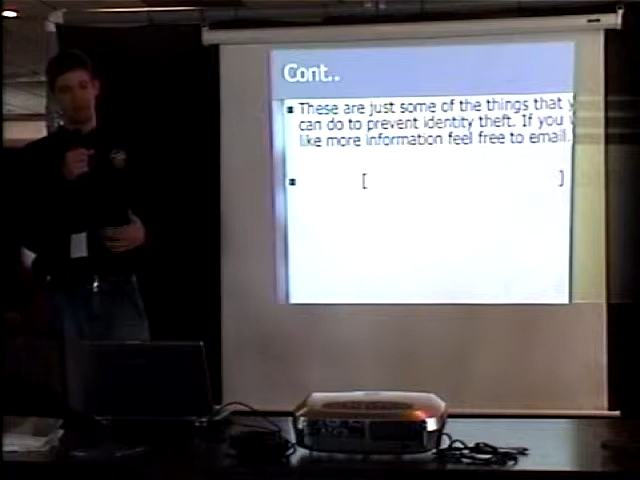 Cont..
▪ These are just some of the things that y
can do to prevent identity theft. If you w
like more information feel free to email.
▪ [ ]